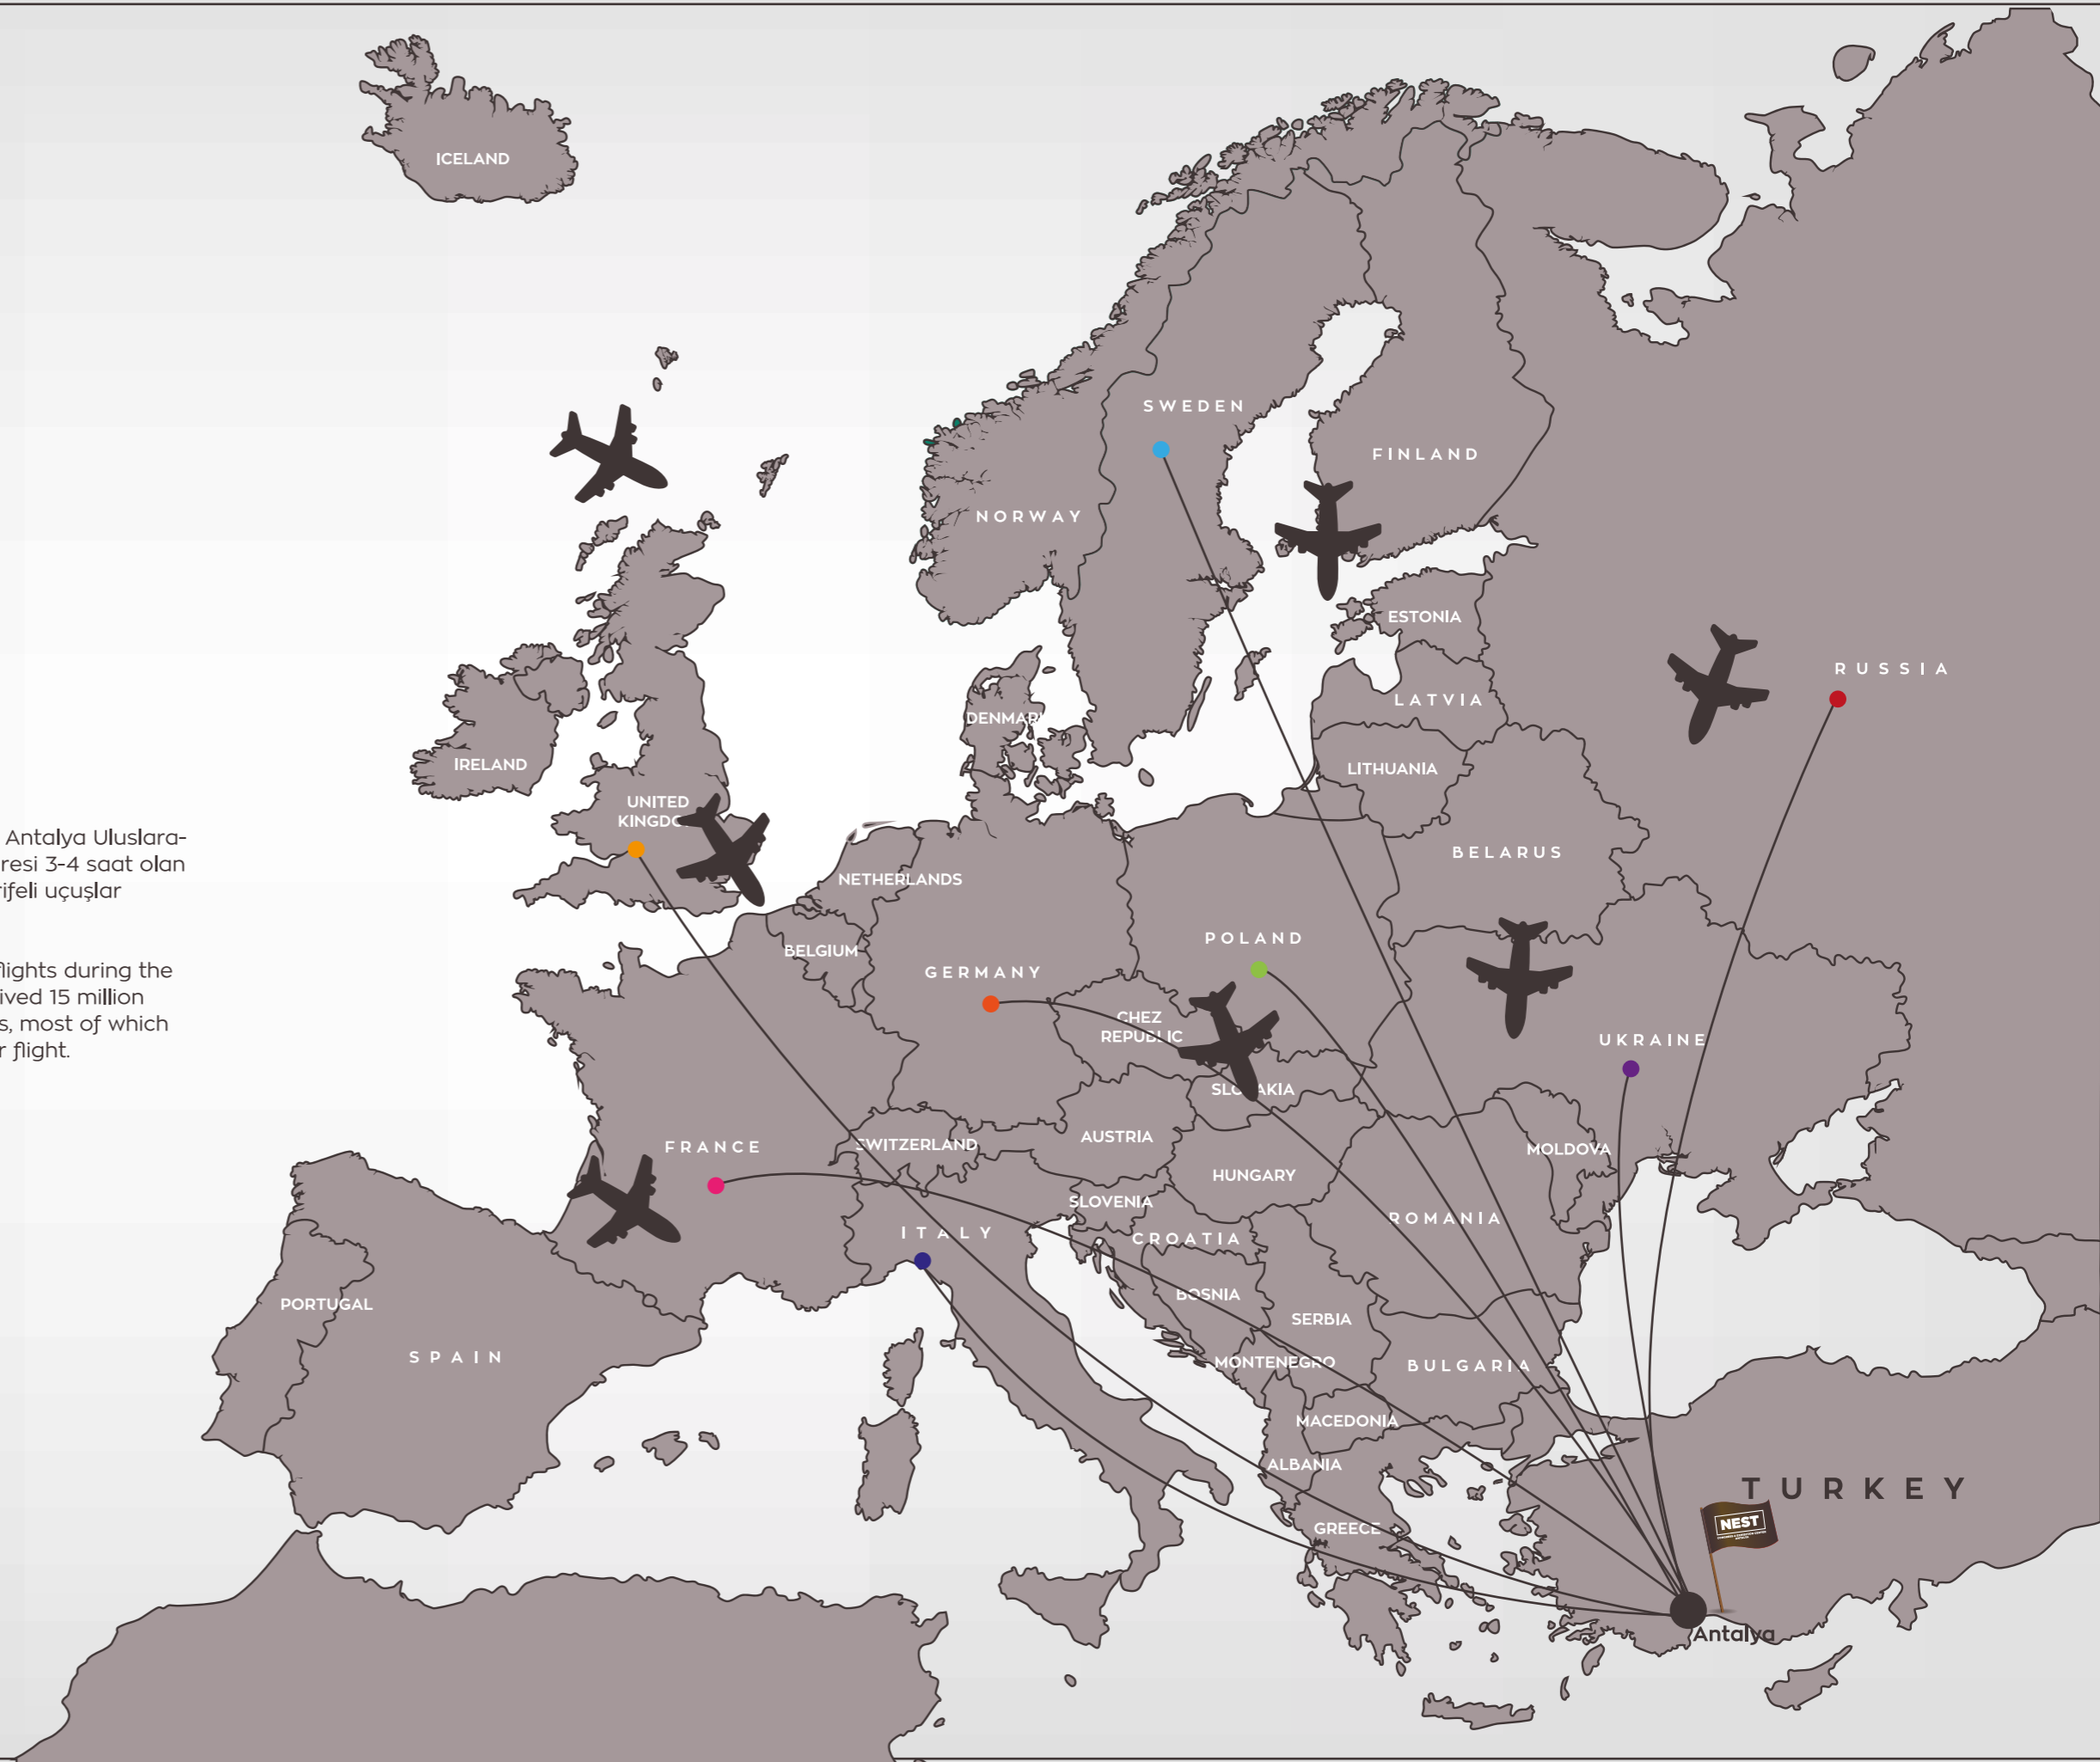 ICELAND
SWEDEN
FINLAND
NORWAY
ESTONIA
RUSSIA
LATVIA
DENMARK
IRELAND
LITHUANIA
UNITED
KINGDO
Antalya Uluslara-
resi 3-4 saat olan
rifeli uçuşlar
BELARUS
NETHERLANDS
POLAND
BELGIUM
GERMANY
flights during the
ived 15 million
s, most of which
r flight.
CHEZ
REPUBLIC
UKRAINE
SLOVAKIA
AUSTRIA
FRANCE
SWITZERLAND
MOLDOVA
HUNGARY
SLOVENIA
ROMANIA
ITALY
CROATIA
BOSNIA
PORTUGAL
SERBIA
SPAIN
MONTENEGRO
BULGARIA
MACEDONIA
ALBANIA
TURKEY
NEST
GREECE
Antalya